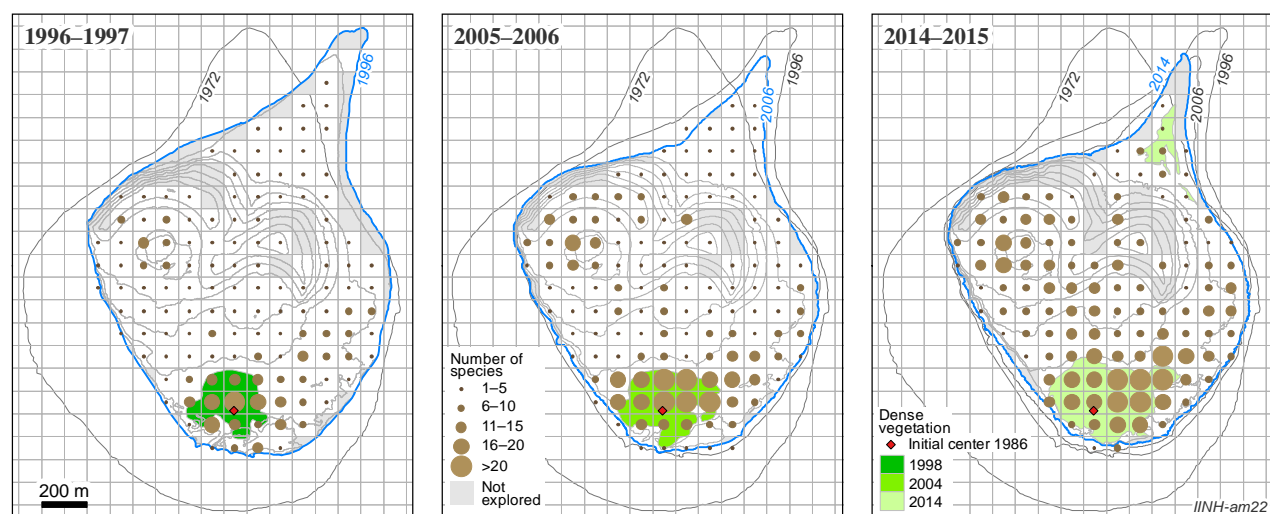 1996–1997
1972
1996
200 m
2005–2006
1972
2006
1996
Number of
species
1–5
6–10
11–15
16–20
>20
Not
explored
2014–2015
1972
2014
2006
1996
Dense
vegetation
Initial center 1986
1998
2004
2014
IINH-am22